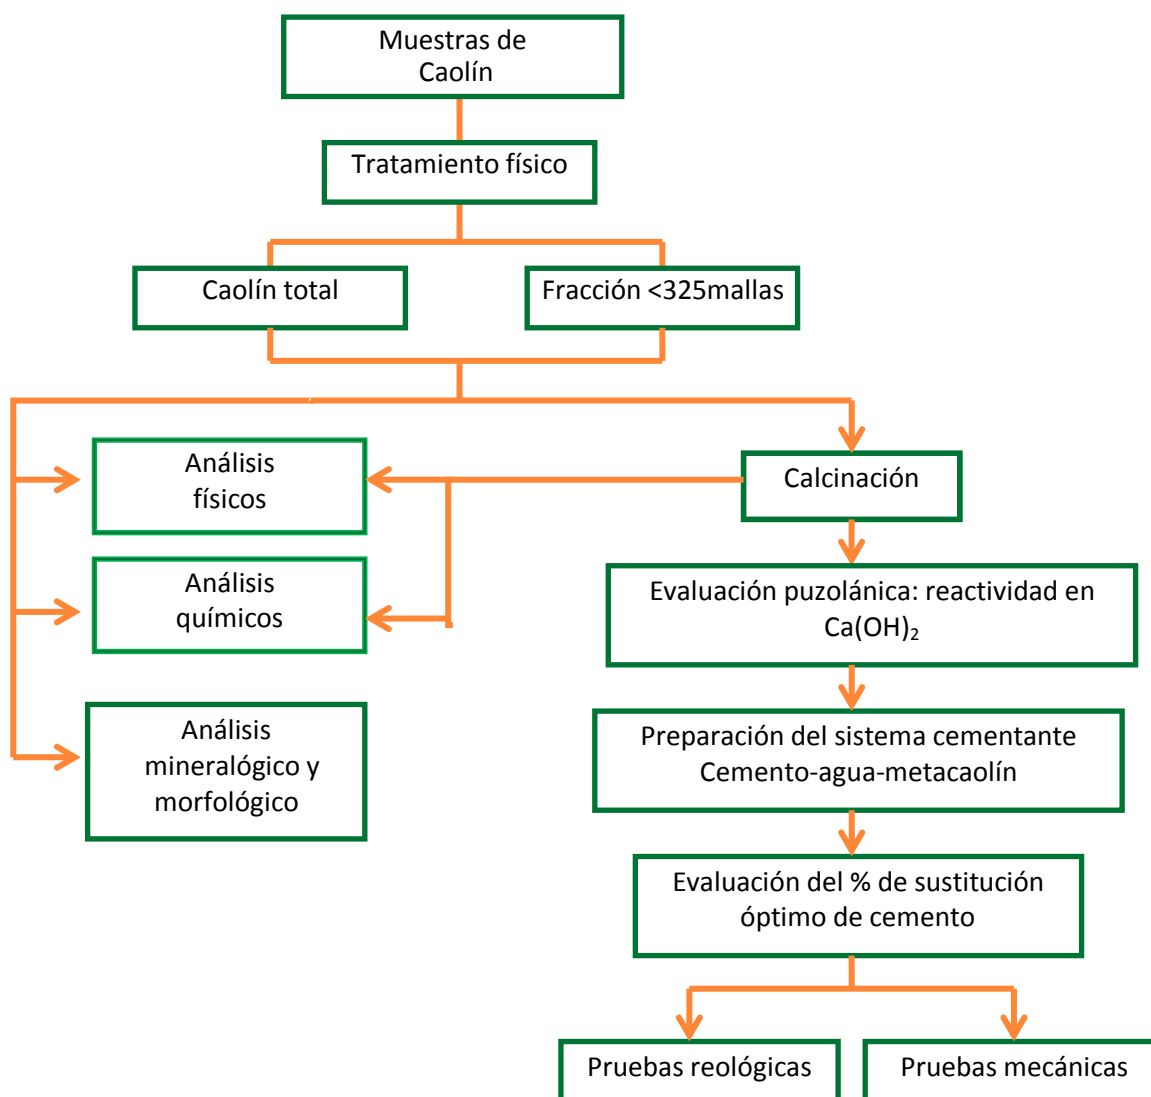 Muestras de
Caolín
Tratamiento físico
Caolín total
Fracción <325mallas
Análisis
físicos
Calcinación
Análisis
químicos
Evaluación puzolánica: reactividad en
Ca(OH)₂
Análisis
mineralógico y
morfológico
Preparación del sistema cementante
Cemento-agua-metacaolín
Evaluación del % de sustitución
óptimo de cemento
Pruebas reológicas
Pruebas mecánicas